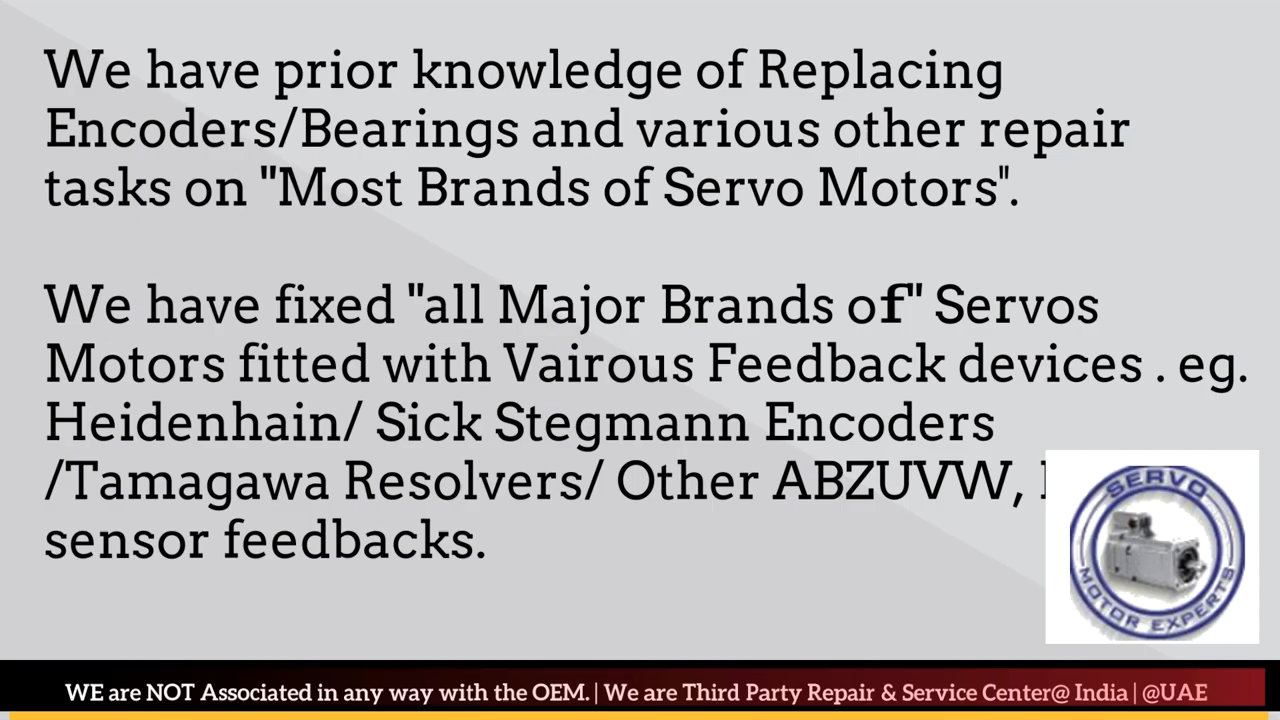 We have prior knowledge of Replacing
Encoders/Bearings and various other repair
tasks on "Most Brands of Servo Motors".
We have fixed "all Major Brands of" Servos
Motors fitted with Vairous Feedback devices . eg.
Heidenhain/ Sick Stegmann Encoders
/Tamagawa Resolvers/ Other ABZUVW,
sensor feedbacks.
SERVO
MOTOR EXPERTS
WE are NOT Associated in any way with the OEM. | We are Third Party Repair & Service Center@ India | @UAE